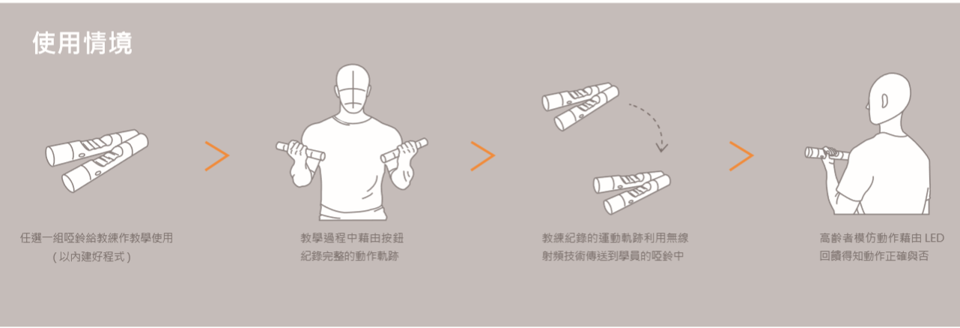 使用情境
任選一組啞鈴給教練作教學使用
( 以內建好程式 )
教學過程中藉由按鈕
紀錄完整的動作軌跡
教練紀錄的運動軌跡利用無線
射頻技術傳送到學員的啞鈴中
高齡者模仿動作藉由 LED
回饋得知動作正確與否